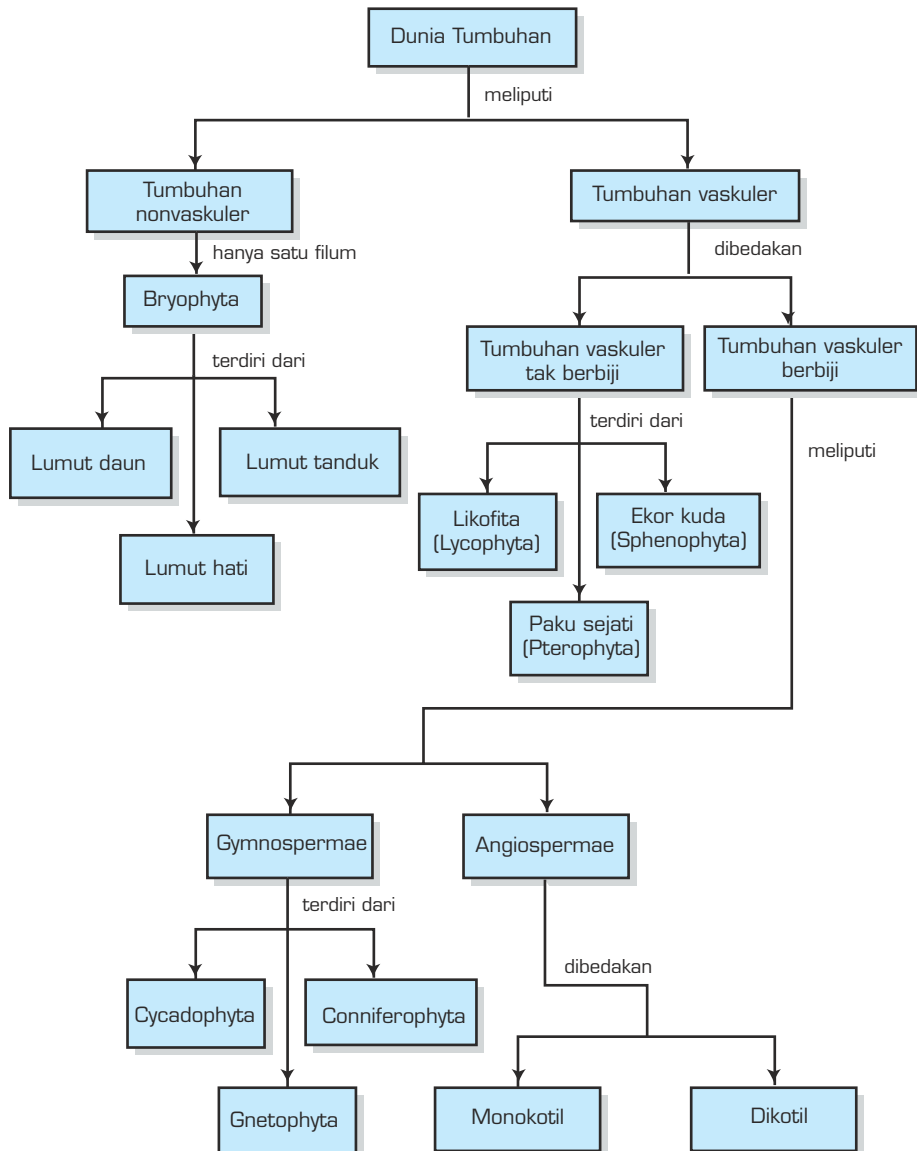 Dunia Tumbuhan
meliputi
Tumbuhan
nonvaskuler
Tumbuhan vaskuler
hanya satu filum
dibedakan
Bryophyta
Tumbuhan vaskuler
tak berbiji
Tumbuhan vaskuler
berbiji
terdiri dari
terdiri dari
meliputi
Lumut daun
Lumut tanduk
Likofita
(Lycophyta)
Ekor kuda
(Sphenophyta)
Lumut hati
Paku sejati
(Pterophyta)
Gymnospermae
Angiospermae
terdiri dari
dibedakan
Cycadophyta
Conniferophyta
Gnetophyta
Monokotil
Dikotil